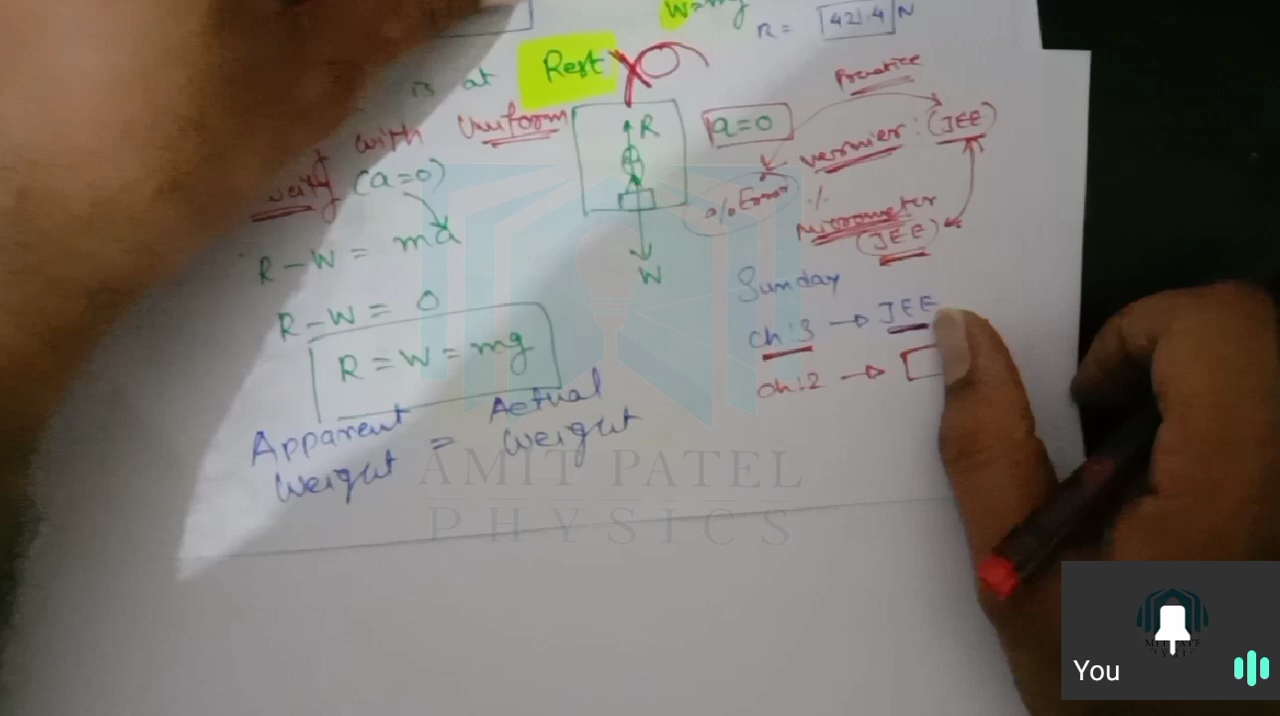 W=mg
R = 421.4 N
is at Rest
with Uniform
(a=0)
R
a=0
W
R - W = ma
R - W = 0
R = W = mg
Apparent Weight = Actual Weight
Practice
Vernier : (JEE)
% Error
Micrometer
(JEE)
Sunday
ch:3 → JEE
ch:2 →
AMIT PATEL
PHYSICS
You